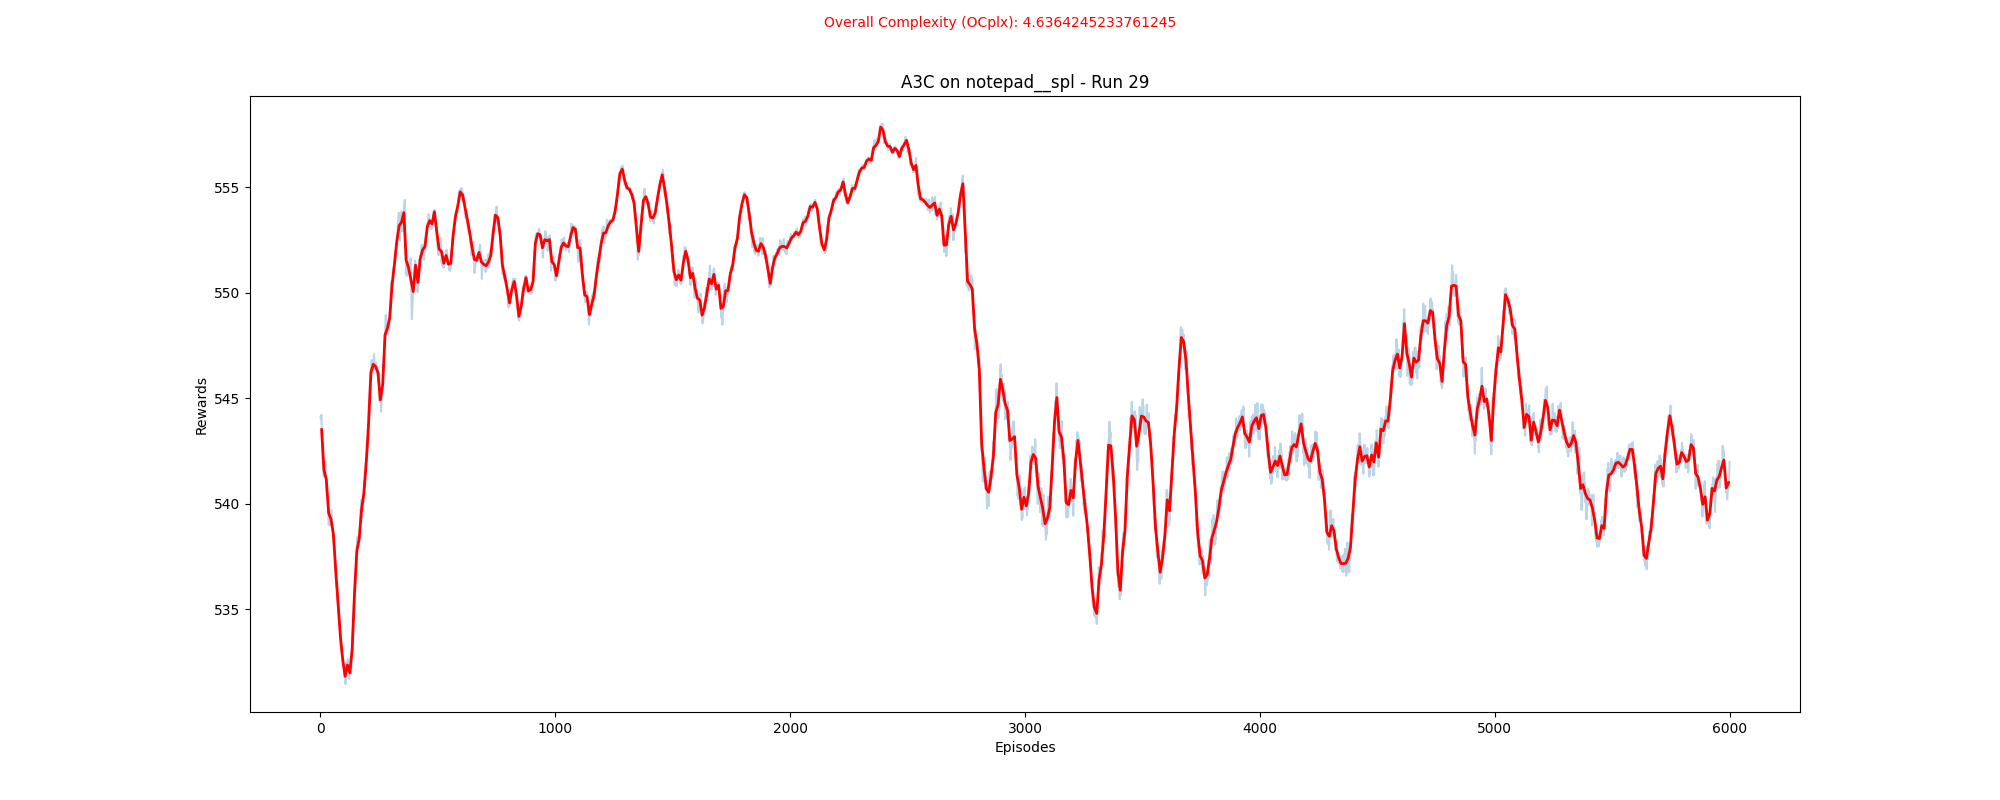 Overall Complexity (OCplx): 4.6364245233761245
A3C on notepad__spl - Run 29
555
550
545
540
535
Rewards
0 1000 2000 3000 4000 5000 6000
Episodes